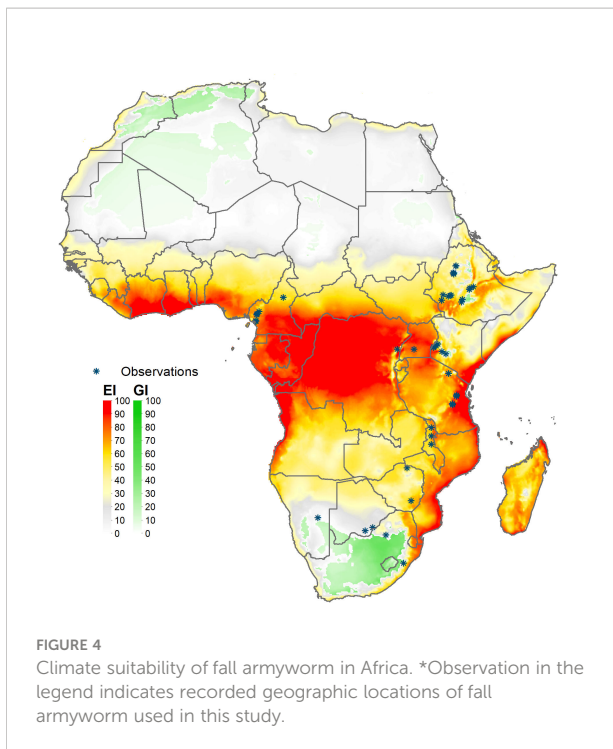 Observations
EI GI
100 100
90 90
80 80
70 70
60 60
50 50
40 40
30 30
20 20
10 10
0 0
FIGURE 4
Climate suitability of fall armyworm in Africa. *Observation in the
legend indicates recorded geographic locations of fall
armyworm used in this study.